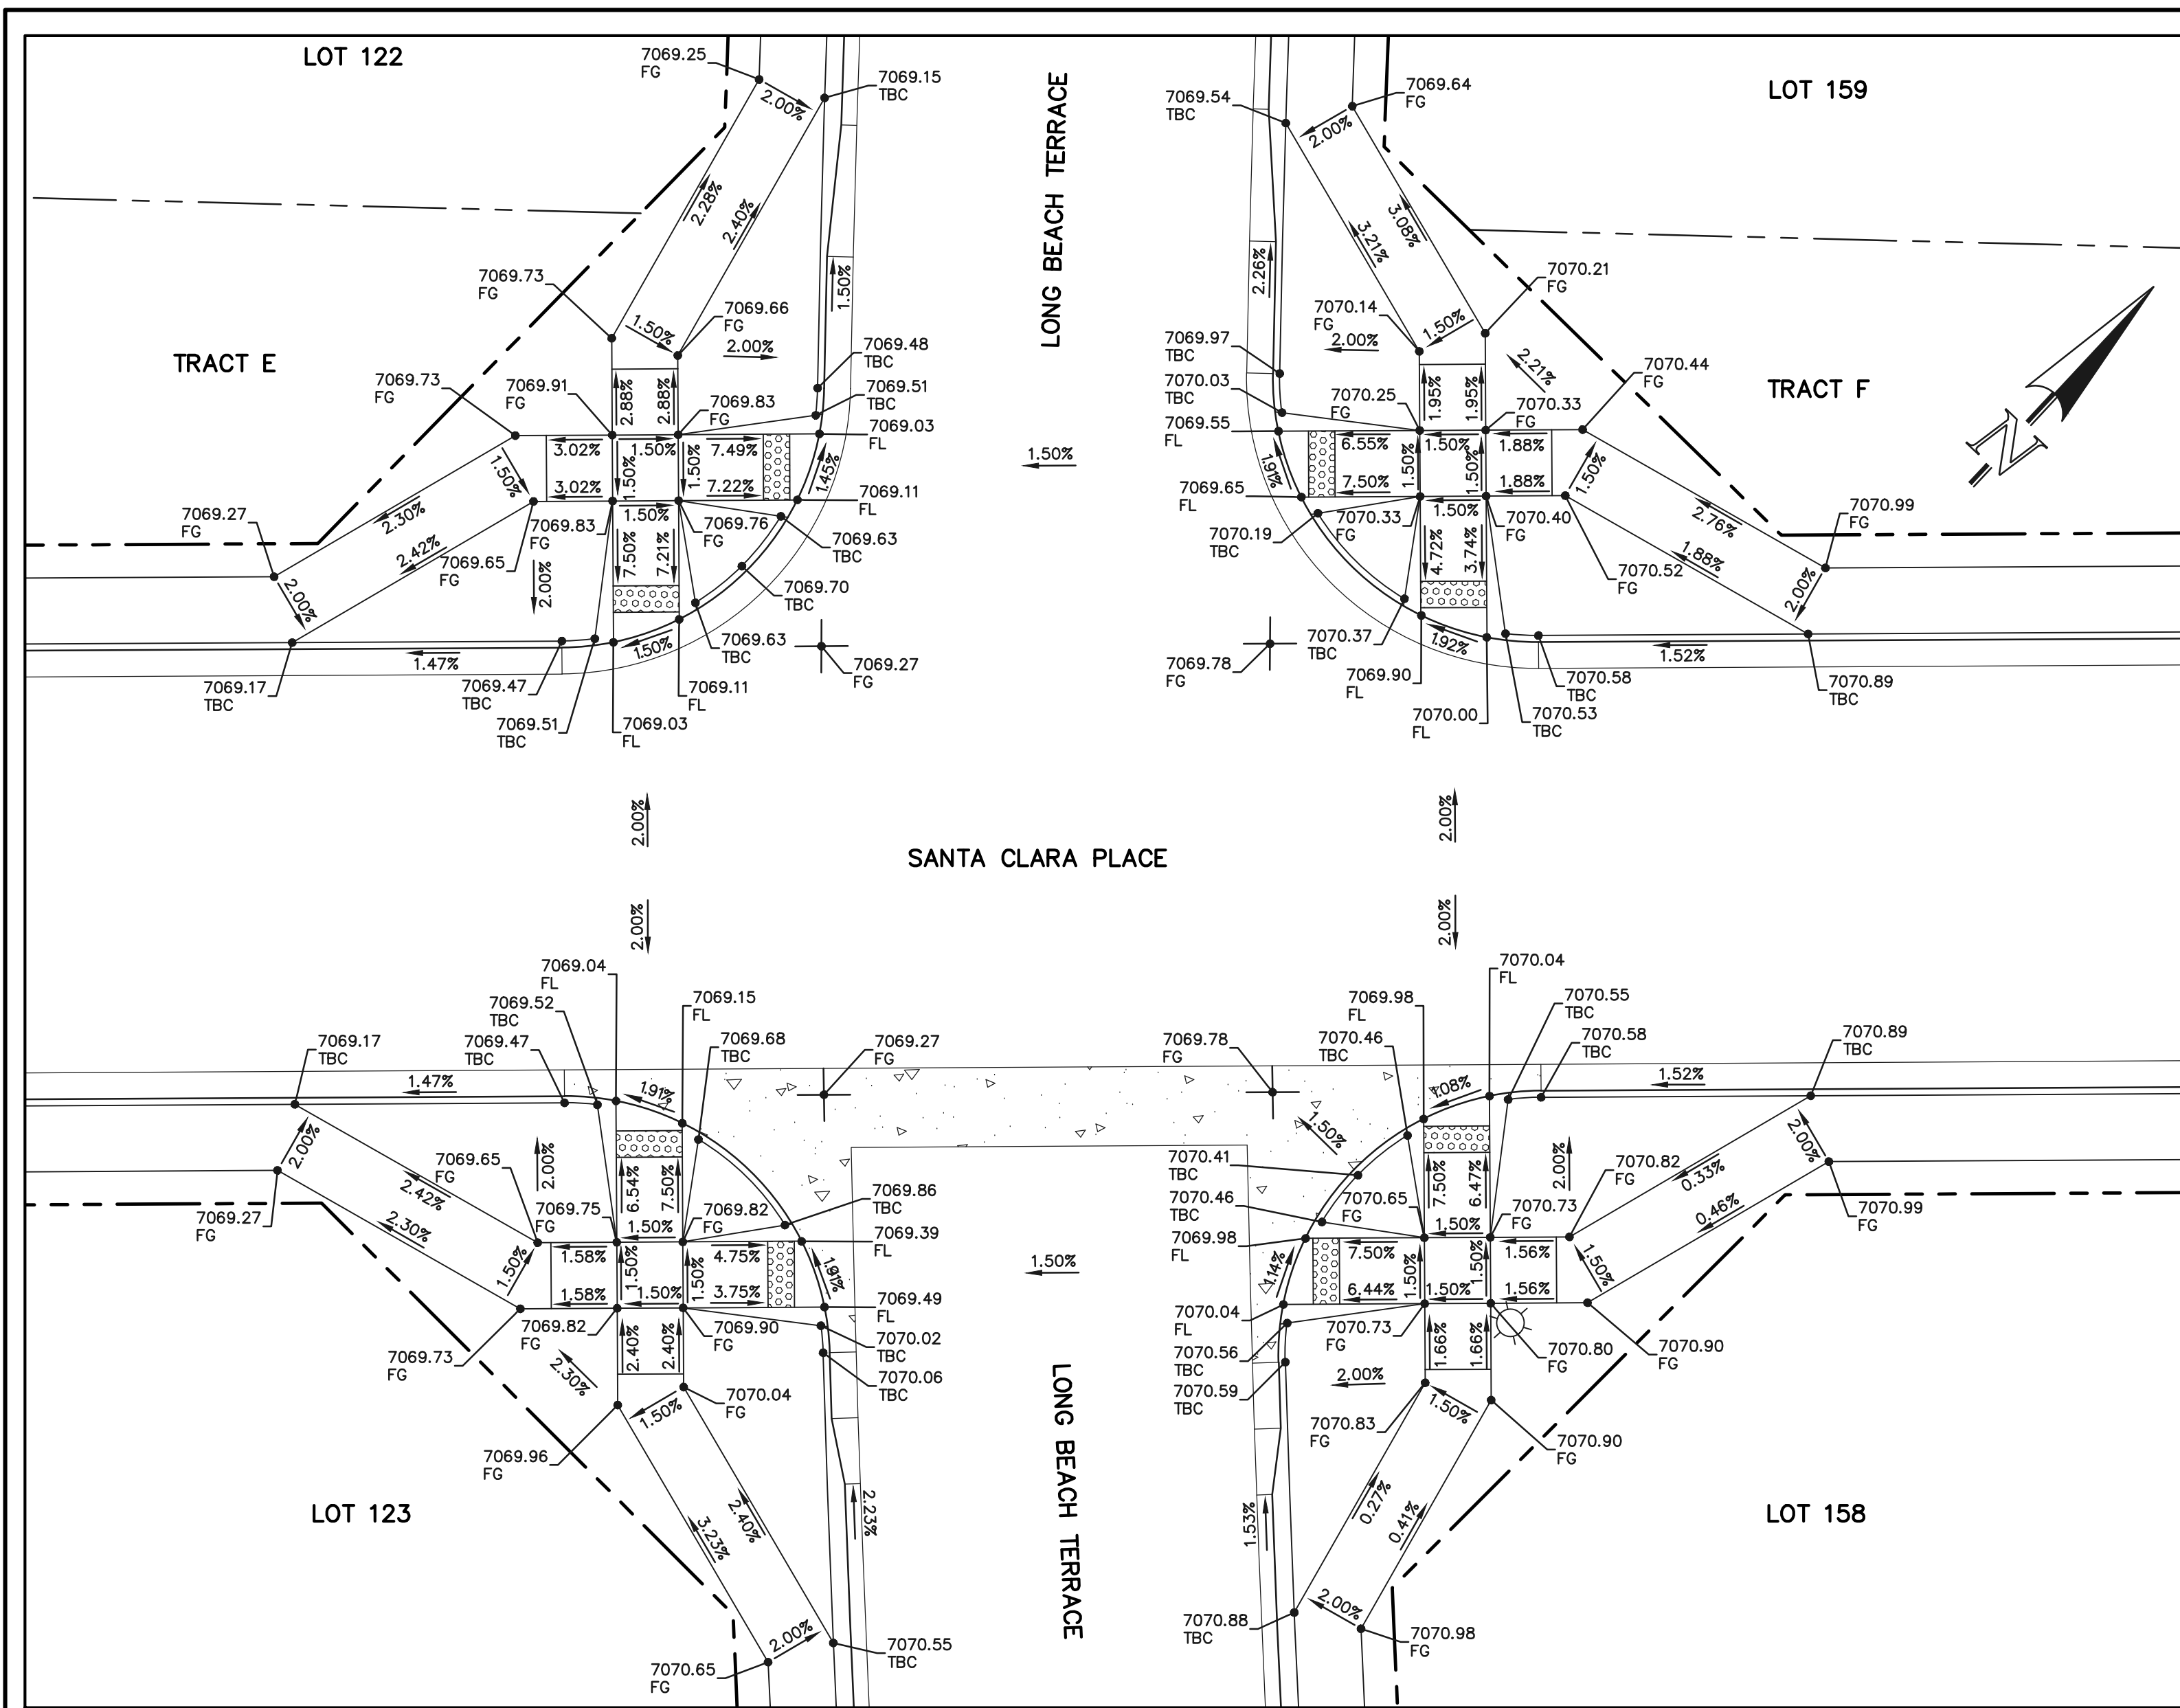 LOT 122
7069.25
FG
2.00%
7069.15
TBC
2.28%
2.40%
7069.73
FG
7069.66
FG
1.50%
2.00%
1.50%
TRACT E
7069.73
FG
7069.91
FG
2.88%
2.88%
7069.83
FG
7069.48
TBC
7069.51
TBC
7069.03
FL
3.02%
1.50%
7.49%
1.50%
1.50%
1.50%
3.02%
7.22%
1.45%
7069.11
FL
7069.27
FG
2.30%
2.42%
7069.83
FG
1.50%
7069.76
FG
7069.63
TBC
7069.65
FG
2.00%
7.50%
7.21%
7069.70
TBC
2.00%
7069.63
TBC
1.50%
1.47%
7069.17
TBC
7069.47
TBC
7069.51
TBC
7069.03
FL
7069.11
FL
7069.27
FG
LONG BEACH TERRACE
1.50%
LOT 159
7069.54
TBC
7069.64
FG
2.00%
3.21%
3.08%
2.26%
7070.21
FG
7070.14
FG
1.50%
2.00%
7069.97
TBC
7070.03
TBC
2.21%
7070.44
FG
TRACT F
7070.25
FG
1.95%
1.95%
7070.33
FG
7069.55
FL
6.55%
1.50%
1.88%
1.50%
1.50%
1.50%
7.50%
1.88%
1.91%
7069.65
FL
7070.19
TBC
7070.33
FG
1.50%
7070.40
FG
2.76%
1.88%
7070.99
FG
7070.52
FG
4.72%
3.74%
2.00%
7070.37
TBC
1.92%
1.52%
7069.78
FG
7069.90
FL
7070.00
FL
7070.53
TBC
7070.58
TBC
7070.89
TBC
N
2.00%
2.00%
SANTA CLARA PLACE
2.00%
2.00%
7069.04
FL
7069.52
TBC
7069.15
FL
7069.17
TBC
7069.47
TBC
7069.68
TBC
7069.27
FG
1.47%
1.91%
2.00%
7069.65
FG
2.00%
2.42%
6.54%
7.50%
7069.86
TBC
7069.27
FG
2.30%
7069.75
FG
1.50%
7069.82
FG
7069.39
FL
1.50%
1.58%
1.50%
1.50%
4.75%
1.91%
1.58%
1.50%
3.75%
7069.49
FL
7069.82
FG
7069.90
FG
7070.02
TBC
7069.73
FG
2.30%
2.40%
2.40%
7070.06
TBC
7070.04
FG
1.50%
7069.96
FG
LOT 123
3.23%
2.40%
2.23%
2.00%
7070.65
FG
7070.55
TBC
1.50%
LONG BEACH TERRACE
7069.98
FL
7070.04
FL
7070.46
TBC
7070.55
TBC
7070.58
TBC
7070.89
TBC
7069.78
FG
1.08%
1.52%
1.50%
7070.41
TBC
7070.46
TBC
7070.65
FG
7.50%
6.47%
2.00%
7070.82
FG
0.33%
2.00%
7070.73
FG
0.46%
7070.99
FG
7069.98
FL
1.50%
7.50%
1.56%
1.14%
1.50%
1.50%
1.50%
6.44%
1.50%
1.56%
7070.04
FL
7070.73
FG
7070.56
TBC
1.66%
1.66%
7070.80
FG
7070.90
FG
7070.59
TBC
2.00%
7070.83
FG
1.50%
7070.90
FG
1.53%
0.27%
0.41%
LOT 158
2.00%
7070.88
TBC
7070.98
FG